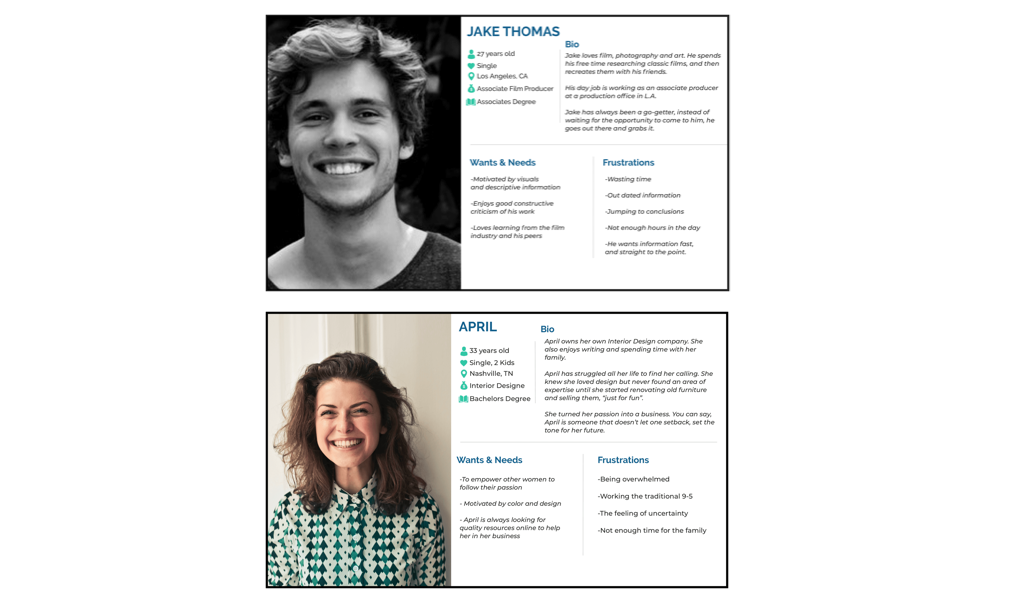 JAKE THOMAS
27 years old
Single
Los Angeles, CA
Associate Film Producer
Associates Degree
Bio
Jake loves film, photography and art. He spends
his free time researching classic films, and then
recreates them with his friends.
His day job is working as an associate producer
at a production office in L.A.
Jake has always been a go-getter, instead of
waiting for the opportunity to come to him, he
goes out there and grabs it.
Wants & Needs
-Motivated by visuals
and descriptive information
-Enjoys good constructive
criticism of his work
-Loves learning from the film
industry and his peers
Frustrations
-Wasting time
-Out dated information
-Jumping to conclusions
-Not enough hours in the day
-He wants information fast,
and straight to the point.
APRIL
33 years old
Single, 2 Kids
Nashville, TN
Interior Designe
Bachelors Degree
Bio
April owns her own Interior Design company. She
also enjoys writing and spending time with her
family.
April has struggled all her life to find her calling. She
knew she loved design but never found an area of
expertise until she started renovating old furniture
and selling them, "just for fun".
She turned her passion into a business. You can say,
April is someone that doesn't let one setback, set the
tone for her future.
Wants & Needs
-To empower other women to
follow their passion
- Motivated by color and design
- April is always looking for
quality resources online to help
her in her business
Frustrations
-Being overwhelmed
-Working the traditional 9-5
-The feeling of uncertainty
-Not enough time for the family